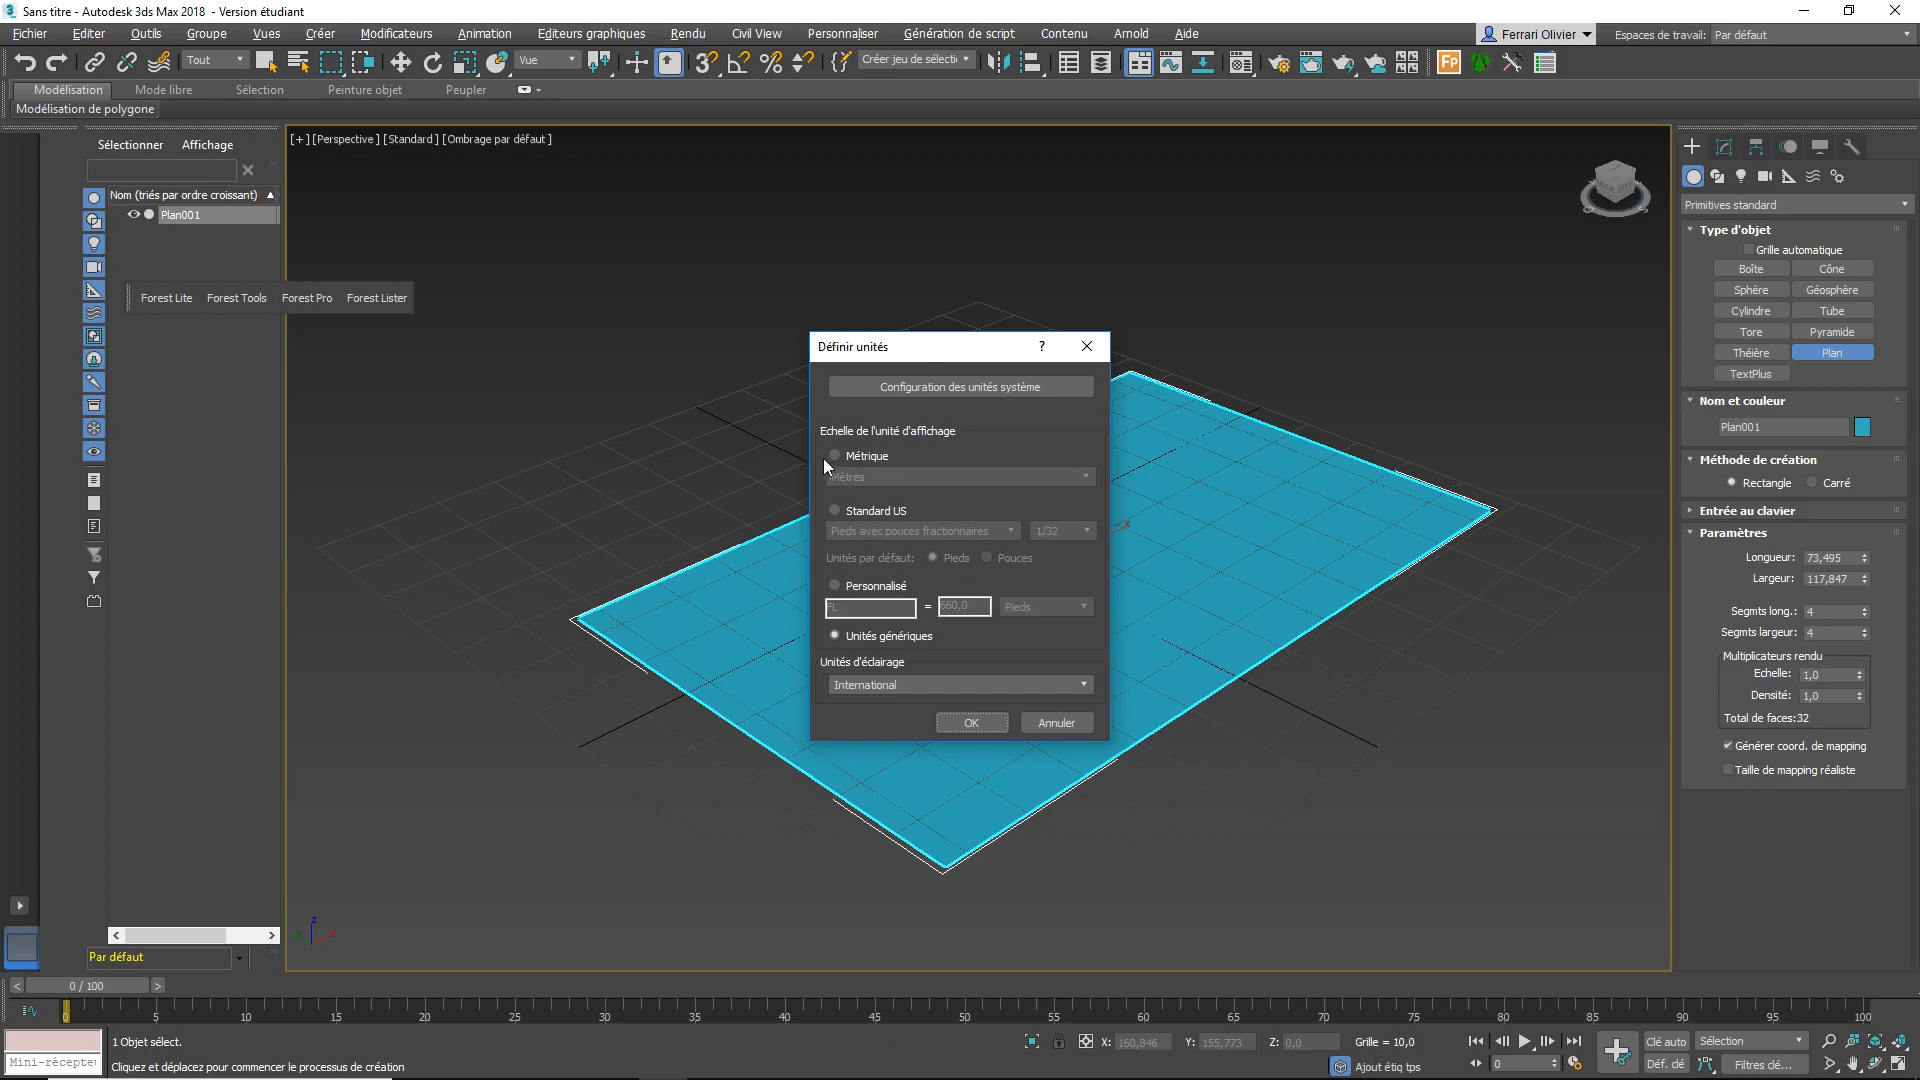 Sans titre - Autodesk 3ds Max 2018 - Version étudiant
Fichier Editer Outils Groupe Vues Créer Modificateurs Animation Editeurs graphiques Rendu Civil View Personnaliser Génération de script Contenu Arnold Aide Ferrari Olivier Espaces de travail: Par défaut
Tout Vue Créer jeu de sélecti
Modélisation Mode libre Sélection Peinture objet Peupler
Modélisation de polygone
Sélectionner Affichage
Nom (triés par ordre croissant)
Plan001
Forest Lite Forest Tools Forest Pro Forest Lister
Par défaut
[+] [Perspective] [Standard] [Ombrage par défaut]
Définir unités ?
Configuration des unités système
Echelle de l'unité d'affichage
Métrique
Mètres
Standard US
Pieds avec pouces fractionnaires 1/32
Unités par défaut: Pieds Pouces
Personnalisé
FL = 660,0 Pieds
Unités génériques
Unités d'éclairage
International
OK Annuler
x
z
y x
Primitives standard
Type d'objet
Grille automatique
Boîte Cône
Sphère Géosphère
Cylindre Tube
Tore Pyramide
Théière Plan
TextPlus
Nom et couleur
Plan001
Méthode de création
Rectangle Carré
Entrée au clavier
Paramètres
Longueur: 73,495
Largeur: 117,847
Segmts long.: 4
Segmts largeur: 4
Multiplicateurs rendu
Echelle: 1,0
Densité: 1,0
Total de faces:32
Générer coord. de mapping
Taille de mapping réaliste
< 0 / 100 >
0 5 10 15 20 25 30 35 40 45 50 55 60 65 70 75 80 85 90 95 100
1 Objet sélect. X: 160,846 Y: 155,773 Z: 0,0 Grille = 10,0 Clé auto Sélection
Mini-récepteu Cliquez et déplacez pour commencer le processus de création Ajout étiq tps 0 Déf. clé Filtres clé...